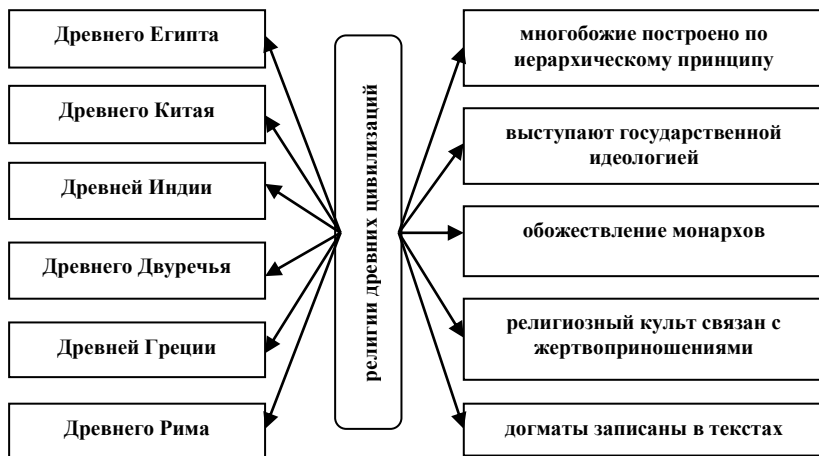 Древнего Египта
Древнего Китая
Древней Индии
Древнего Двуречья
Древней Греции
Древнего Рима
религии древних цивилизаций
многобожие построено по
иерархическому принципу
выступают государственной
идеологией
обожествление монархов
религиозный культ связан с
жертвоприношениями
догматы записаны в текстах